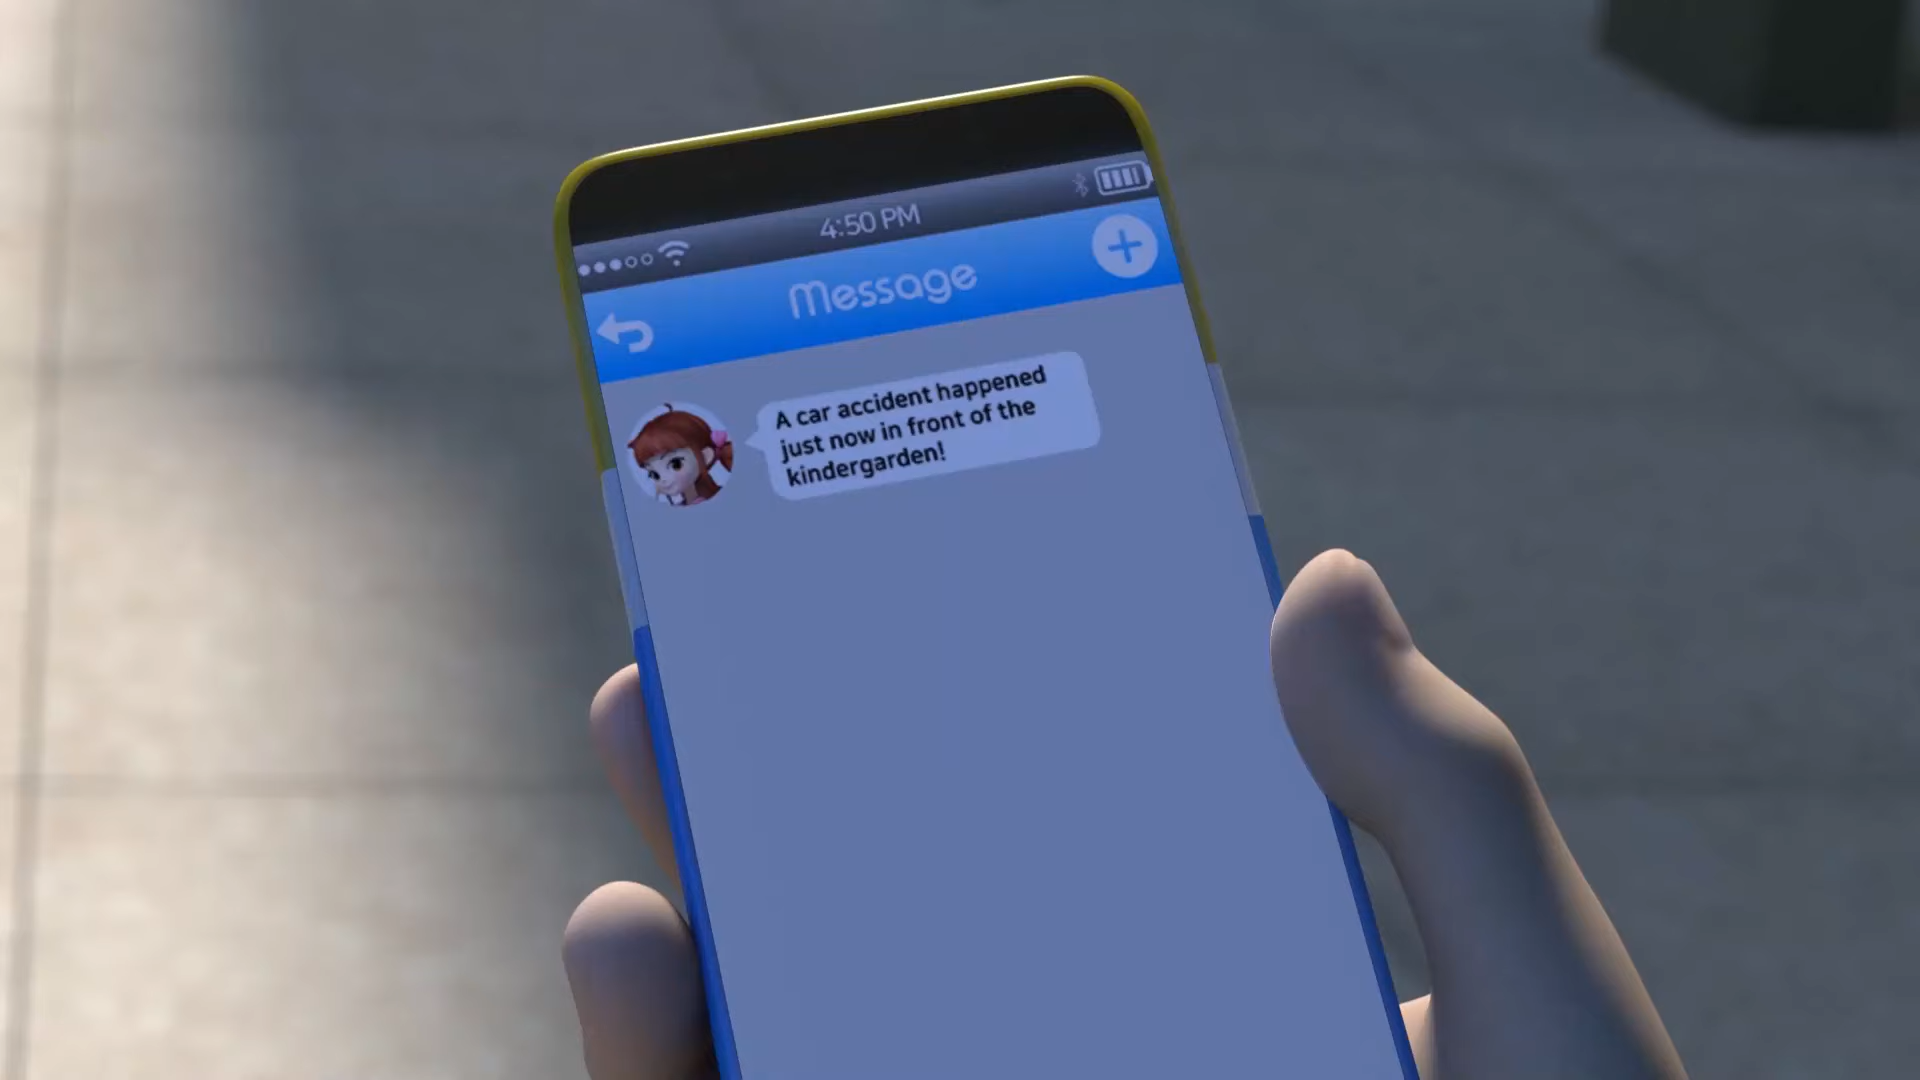 4:50 PM
Message
A car accident happened
just now in front of the
kindergarden!